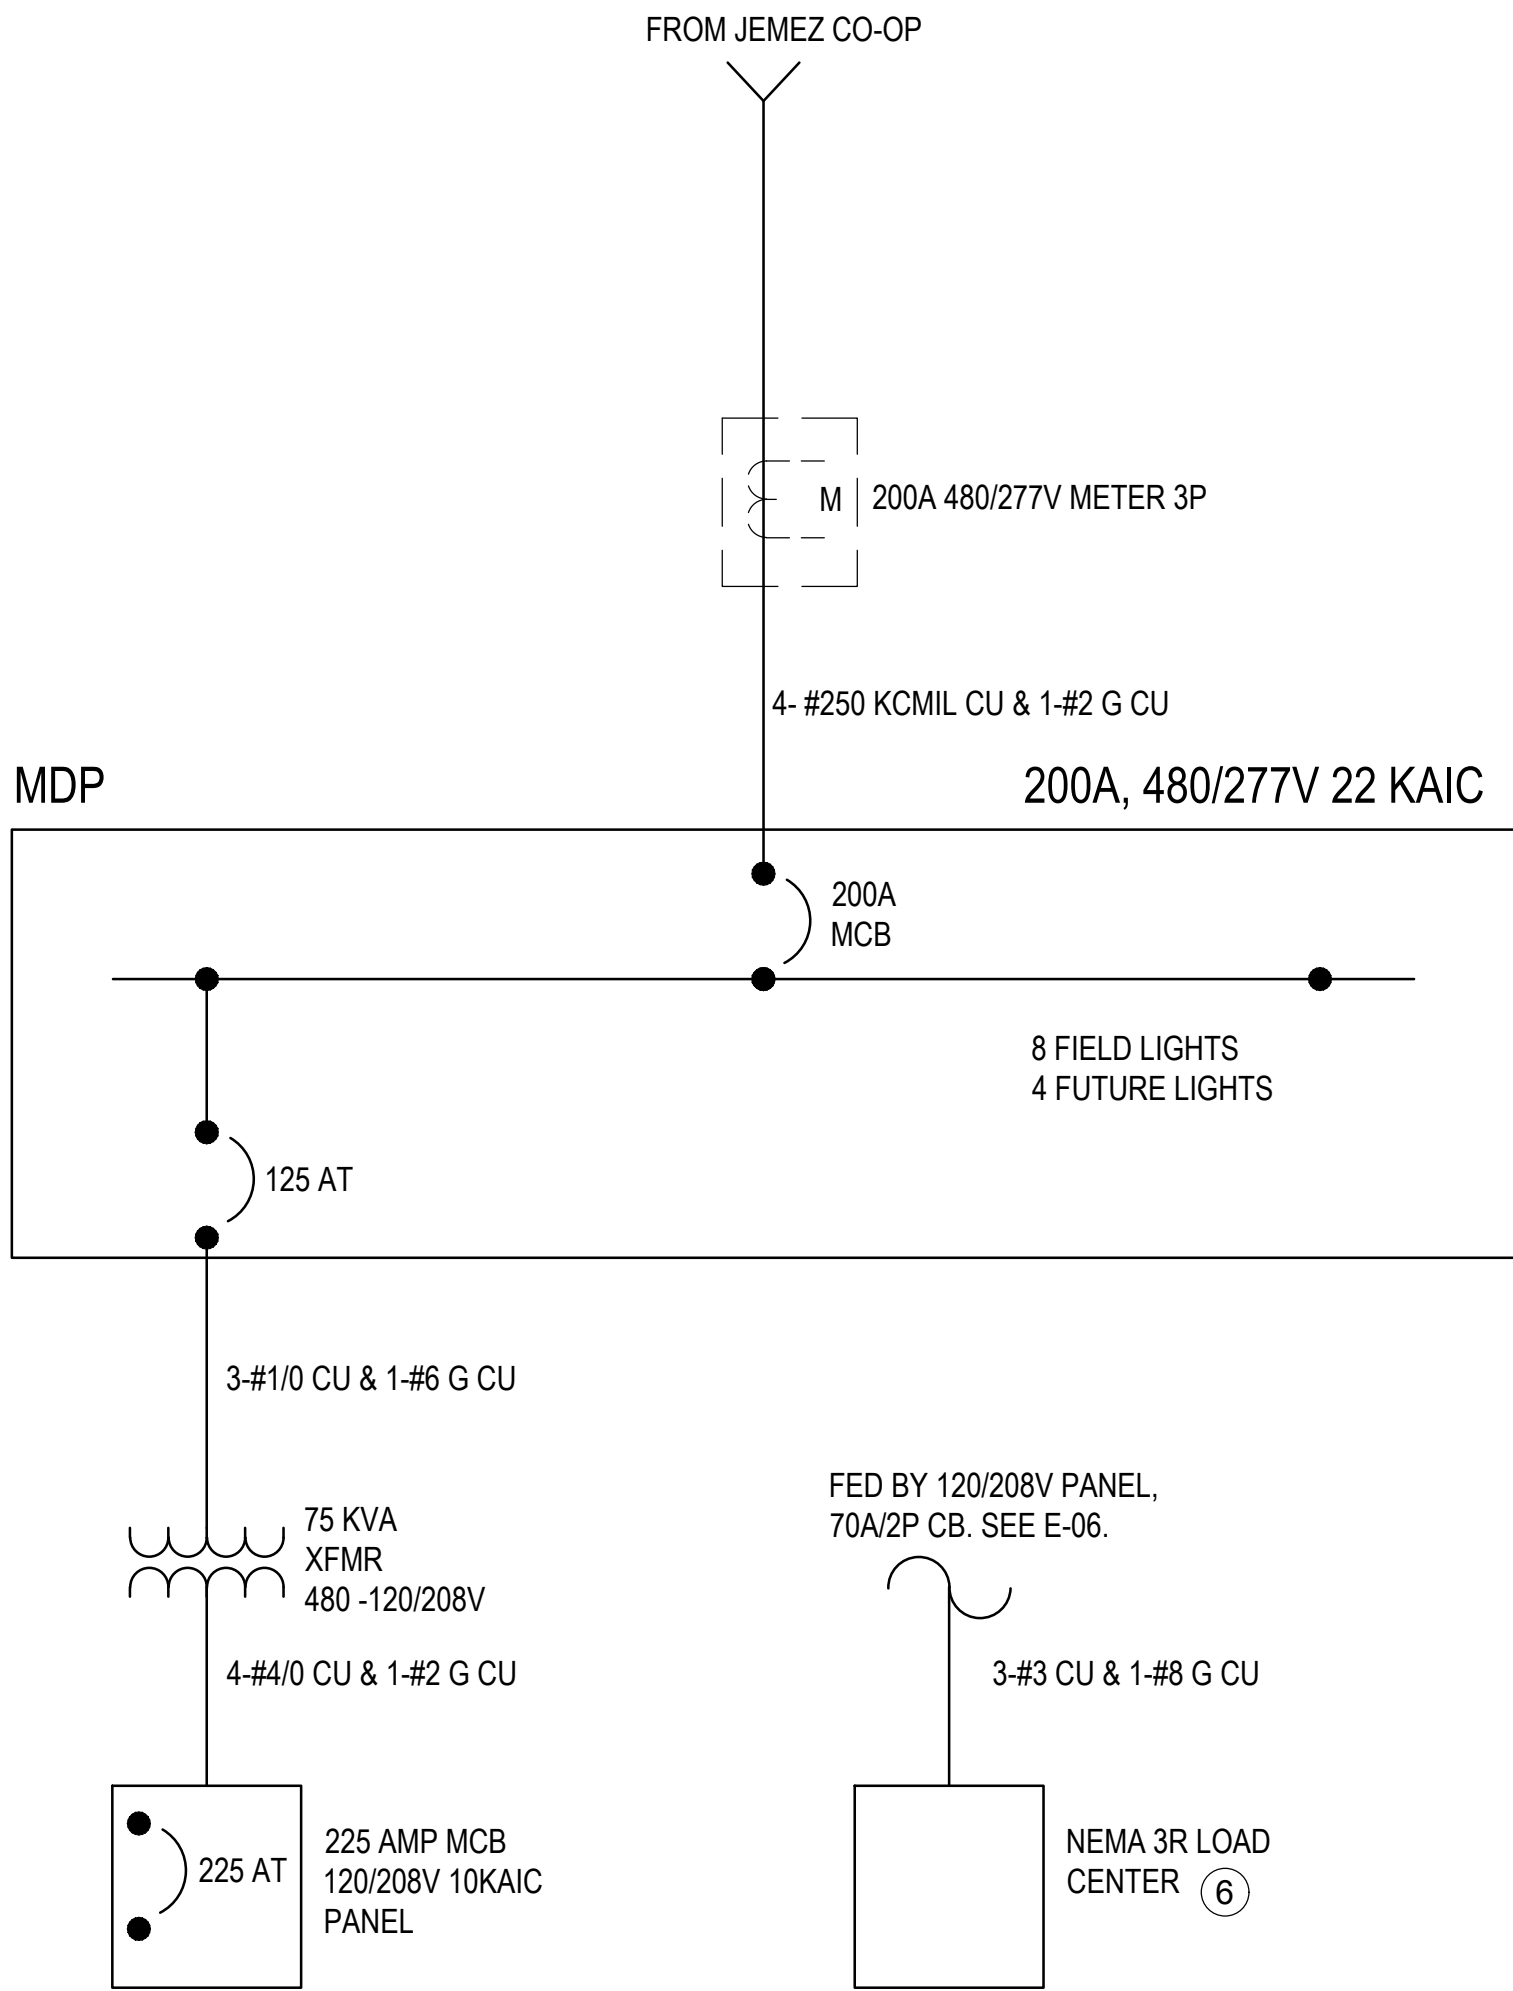 FROM JEMEZ CO-OP
M
200A 480/277V METER 3P
4- #250 KCMIL CU & 1-#2 G CU
MDP
200A, 480/277V 22 KAIC
200A
MCB
8 FIELD LIGHTS
4 FUTURE LIGHTS
125 AT
3-#1/0 CU & 1-#6 G CU
75 KVA
XFMR
480 -120/208V
FED BY 120/208V PANEL,
70A/2P CB. SEE E-06.
4-#4/0 CU & 1-#2 G CU
3-#3 CU & 1-#8 G CU
225 AT
225 AMP MCB
120/208V 10KAIC
PANEL
NEMA 3R LOAD
CENTER 6